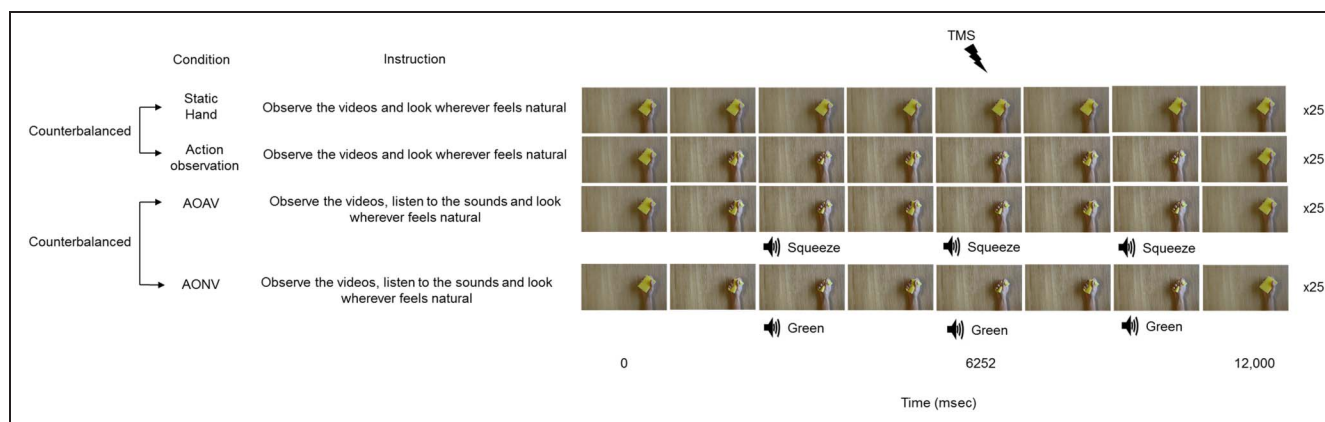 TMS
Condition
Instruction
Counterbalanced
Static
Hand
Observe the videos and look wherever feels natural
x25
Action
observation
Observe the videos and look wherever feels natural
x25
Counterbalanced
AOAV
Observe the videos, listen to the sounds and look
wherever feels natural
x25
Squeeze
Squeeze
Squeeze
AONV
Observe the videos, listen to the sounds and look
wherever feels natural
x25
Green
Green
Green
0
6252
12,000
Time (msec)